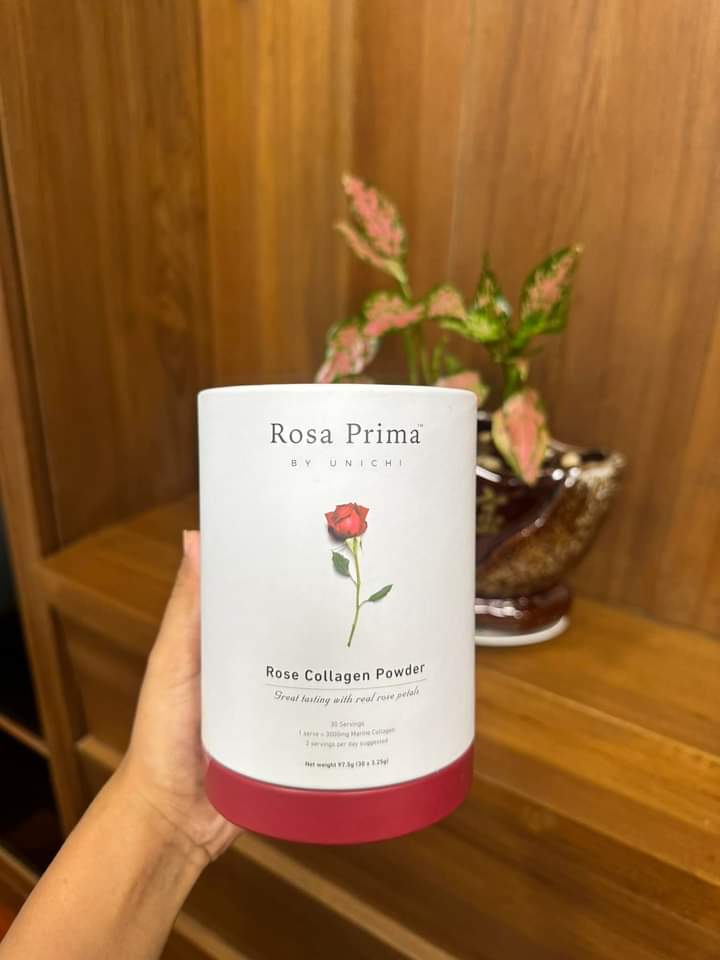 Rosa Prima™
BY UNICHI
Rose Collagen Powder
Great tasting with real rose petals
30 Servings
1 serve = 3000mg Marine Collagen
2 servings per day suggested
Net weight 97.5g (30 x 3.25g)